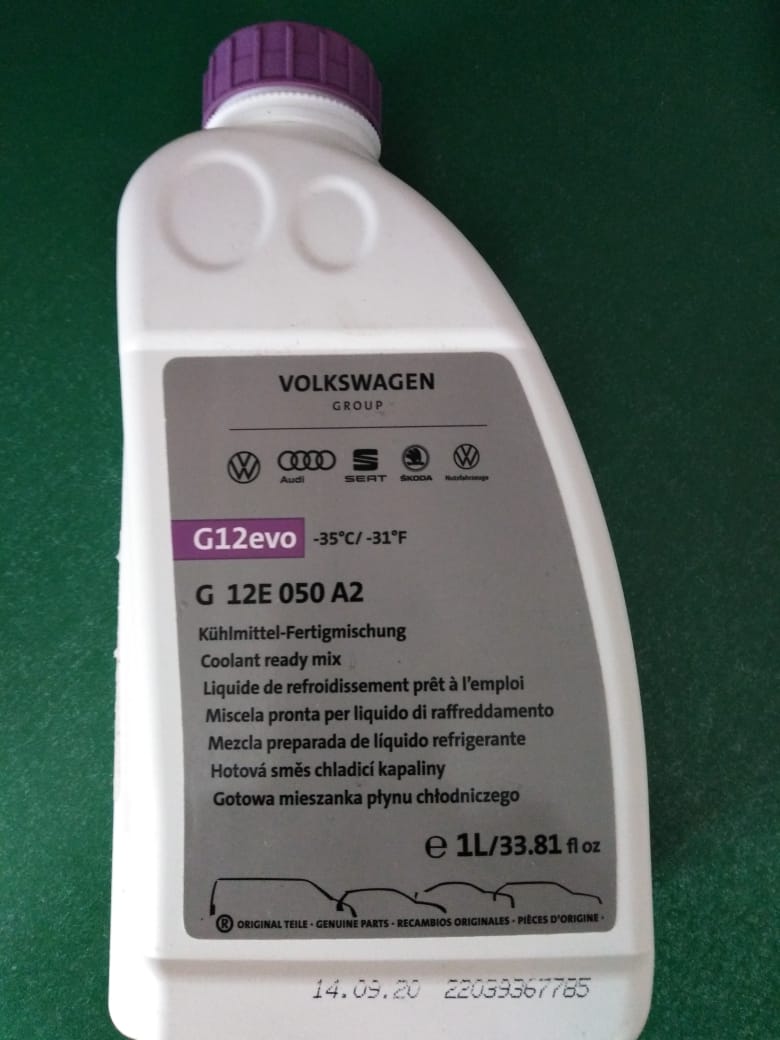 VOLKSWAGEN
GROUP
Audi SEAT ŠKODA Nutzfahrzeuge
G12evo -35°C/ -31°F
G 12E 050 A2
Kühlmittel-Fertigmischung
Coolant ready mix
Liquide de refroidissement prêt à l'emploi
Miscela pronta per liquido di raffreddamento
Mezcla preparada de líquido refrigerante
Hotová směs chladicí kapaliny
Gotowa mieszanka płynu chłodniczego
℮ 1L/33.81 fl oz
® ORIGINAL TEILE · GENUINE PARTS · RECAMBIOS ORIGINALES · PIÈCES D'ORIGINE ·
14.09.20 22039367785